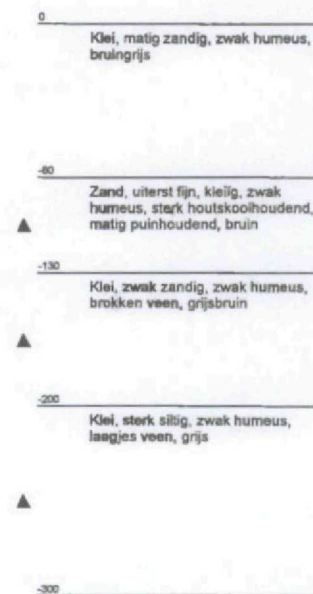 0
Klei, matig zandig, zwak humeus,
bruingrijs
-80
Zand, uiterst fijn, kleiïg, zwak
humeus, sterk houtskoolhoudend,
matig puinhoudend, bruin
-130
Klei, zwak zandig, zwak humeus,
brokken veen, grijsbruin
-200
Klei, sterk siltig, zwak humeus,
laagjes veen, grijs
-300